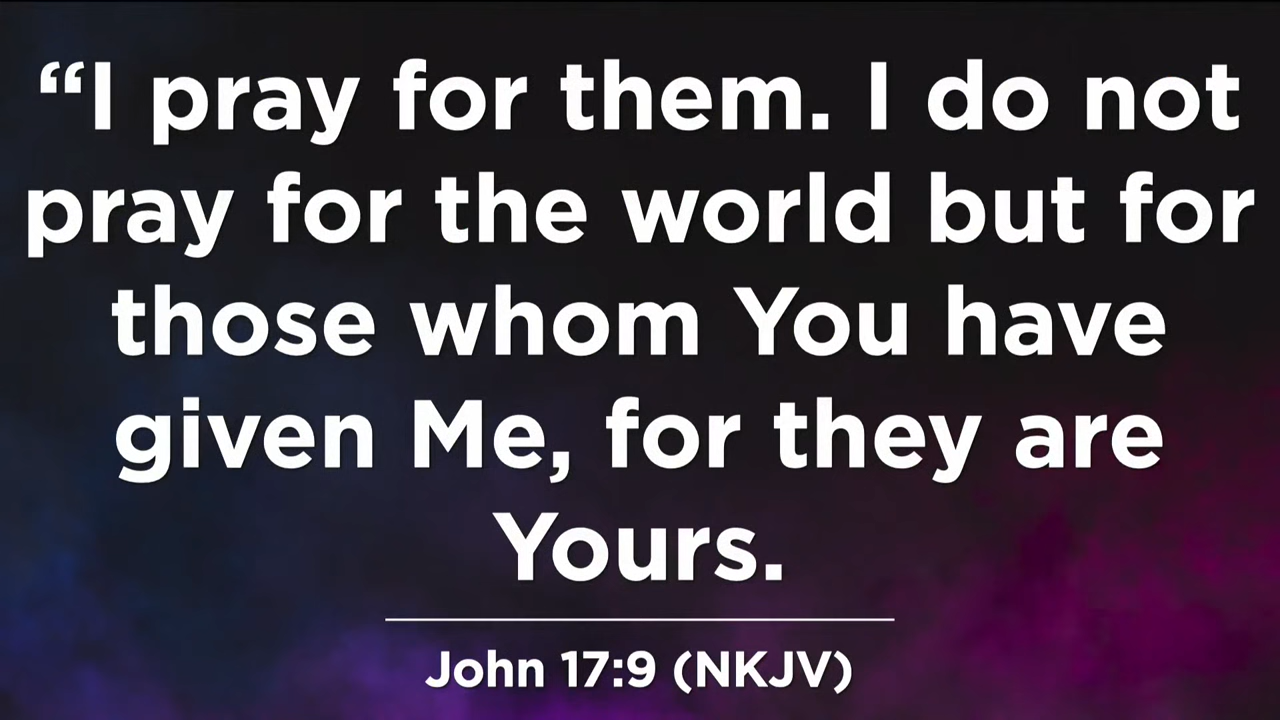 “I pray for them. I do not
pray for the world but for
those whom You have
given Me, for they are
Yours.
John 17:9 (NKJV)